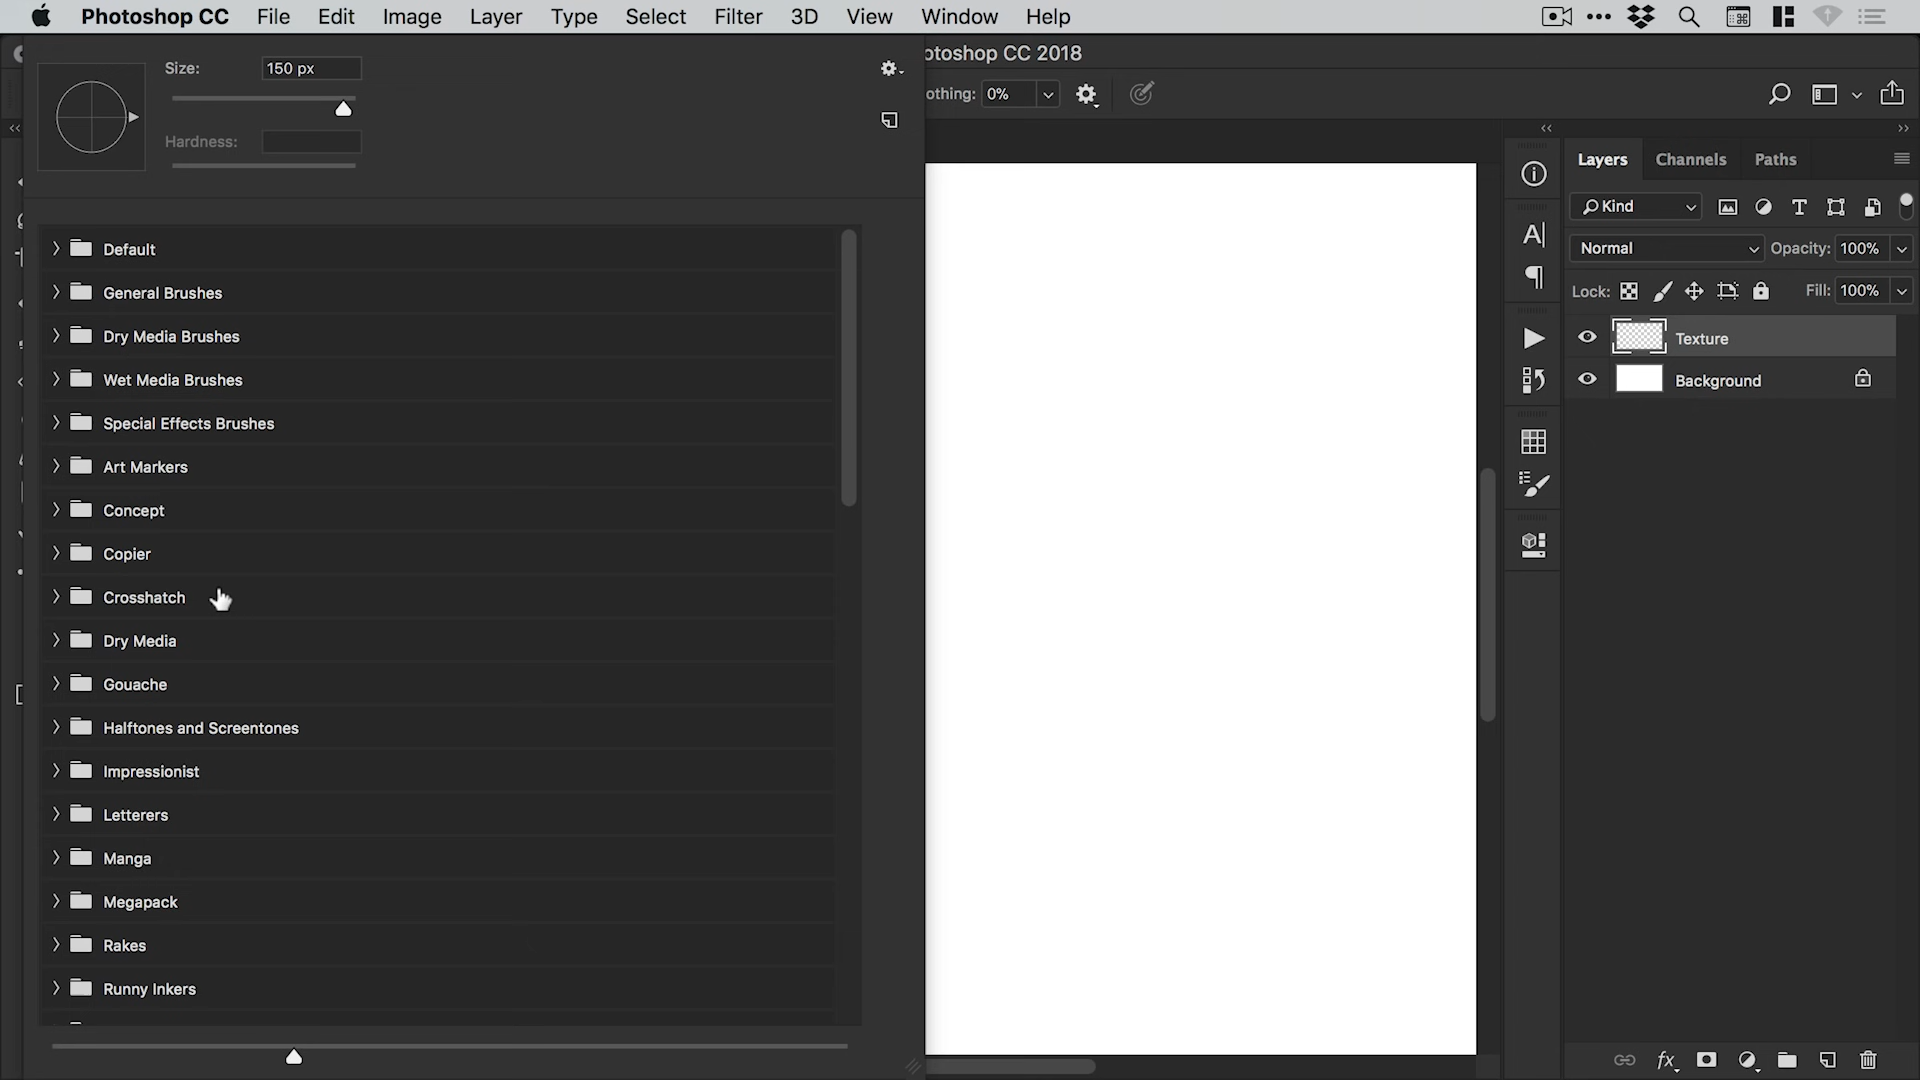 Photoshop CC File Edit Image Layer Type Select Filter 3D View Window Help
otoshop CC 2018
Size: 150 px
othing: 0%
Hardness:
Layers Channels Paths
Kind
Normal Opacity: 100%
Lock: Fill: 100%
Texture
Background
Default
General Brushes
Dry Media Brushes
Wet Media Brushes
Special Effects Brushes
Art Markers
Concept
Copier
Crosshatch
Dry Media
Gouache
Halftones and Screentones
Impressionist
Letterers
Manga
Megapack
Rakes
Runny Inkers